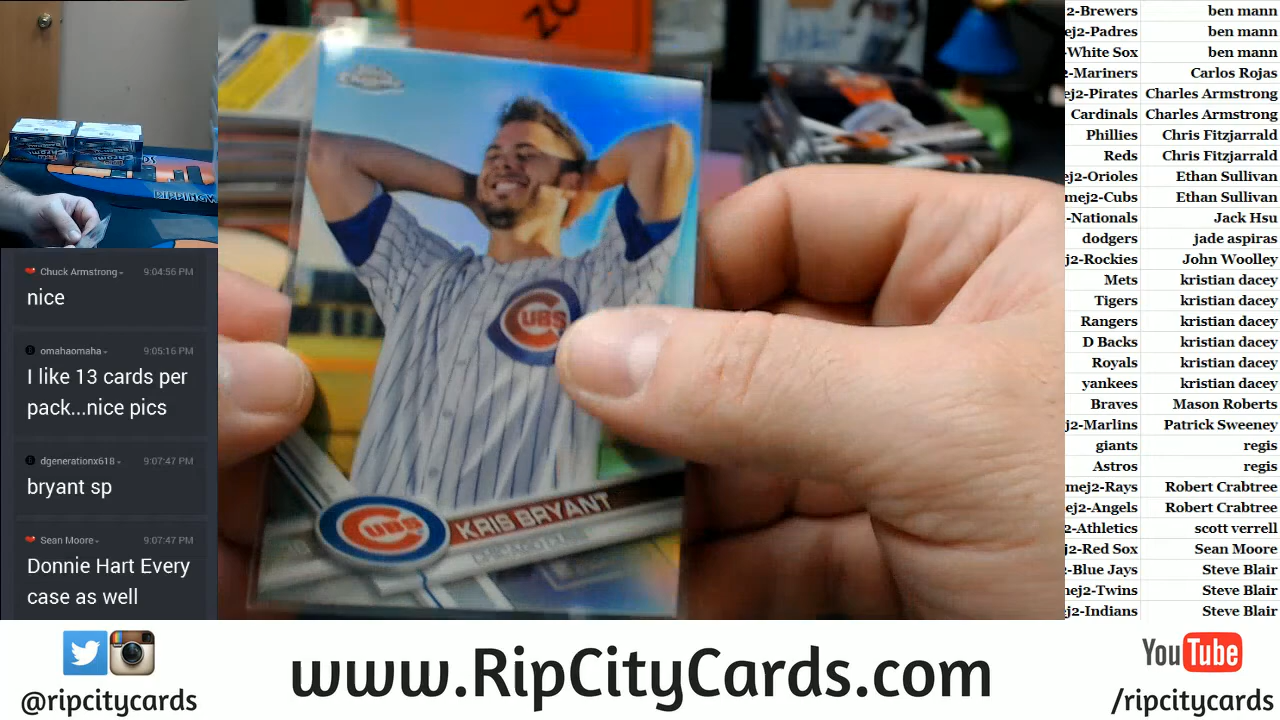 ZO
RIPPINGW
Chuck Armstrong 9:04:56 PM
nice
omahaomaha 9:05:16 PM
I like 13 cards per
pack...nice pics
dgenerationx618 9:07:47 PM
bryant sp
Sean Moore 9:07:47 PM
Donnie Hart Every
case as well
CUBS
CUBS
KRIS BRYANT
2-Brewers ben mann
ej2-Padres ben mann
-White Sox ben mann
2-Mariners Carlos Rojas
ej2-Pirates Charles Armstrong
Cardinals Charles Armstrong
Phillies Chris Fitzjarrald
Reds Chris Fitzjarrald
ej2-Orioles Ethan Sullivan
mej2-Cubs Ethan Sullivan
-Nationals Jack Hsu
dodgers jade aspiras
j2-Rockies John Woolley
Mets kristian dacey
Tigers kristian dacey
Rangers kristian dacey
D Backs kristian dacey
Royals kristian dacey
yankees kristian dacey
Braves Mason Roberts
j2-Marlins Patrick Sweeney
giants regis
Astros regis
mej2-Rays Robert Crabtree
nej2-Angels Robert Crabtree
2-Athletics scott verrell
j2-Red Sox Sean Moore
2-Blue Jays Steve Blair
nej2-Twins Steve Blair
ej2-Indians Steve Blair
@ripcitycards
www.RipCityCards.com
YouTube
/ripcitycards